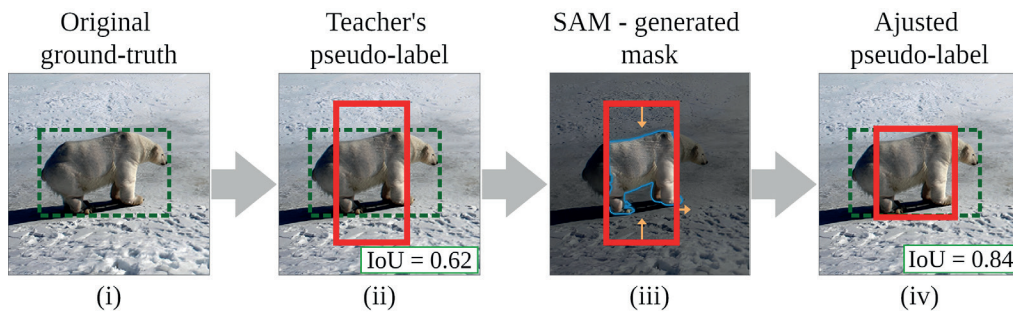 Original
ground-truth
Teacher's
pseudo-label
SAM - generated
mask
Ajusted
pseudo-label
IoU = 0.62
IoU = 0.84
(i)
(ii)
(iii)
(iv)